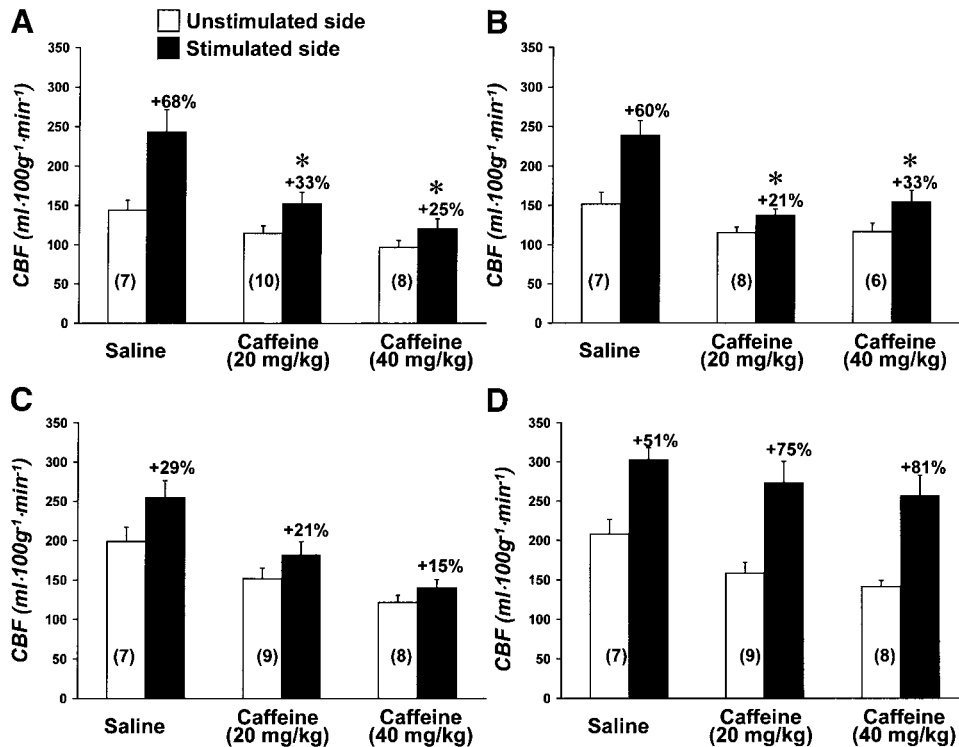 A
Unstimulated side
Stimulated side
CBF (ml·100g-1·min-1)
350
300
250
200
150
100
50
0
+68%
*
+33%
*
+25%
(7)
(10)
(8)
Saline
Caffeine
(20 mg/kg)
Caffeine
(40 mg/kg)
B
CBF (ml·100g-1·min-1)
350
300
250
200
150
100
50
0
+60%
*
+21%
*
+33%
(7)
(8)
(6)
Saline
Caffeine
(20 mg/kg)
Caffeine
(40 mg/kg)
C
CBF (ml·100g-1·min-1)
350
300
250
200
150
100
50
0
+29%
+21%
+15%
(7)
(9)
(8)
Saline
Caffeine
(20 mg/kg)
Caffeine
(40 mg/kg)
D
CBF (ml·100g-1·min-1)
350
300
250
200
150
100
50
0
+51%
+75%
+81%
(7)
(9)
(8)
Saline
Caffeine
(20 mg/kg)
Caffeine
(40 mg/kg)